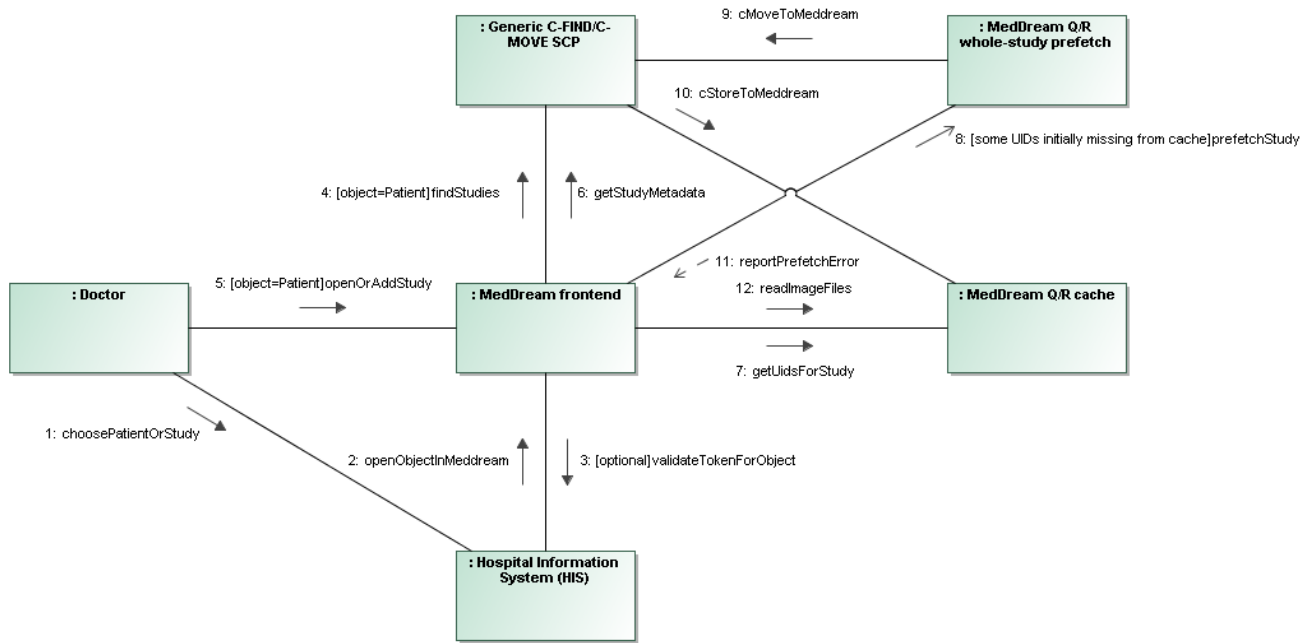 9: cMoveToMeddream
: Generic C-FIND/C-
MOVE SCP
: MedDream Q/R
whole-study prefetch
10: cStoreToMeddream
8: [some UIDs initially missing from cache]prefetchStudy
4: [object=Patient]findStudies
6: getStudyMetadata
11: reportPrefetchError
5: [object=Patient]openOrAddStudy
12: readImageFiles
: Doctor
: MedDream frontend
: MedDream Q/R cache
7: getUidsForStudy
1: choosePatientOrStudy
2: openObjectInMeddream
3: [optional]validateTokenForObject
: Hospital Information
System (HIS)